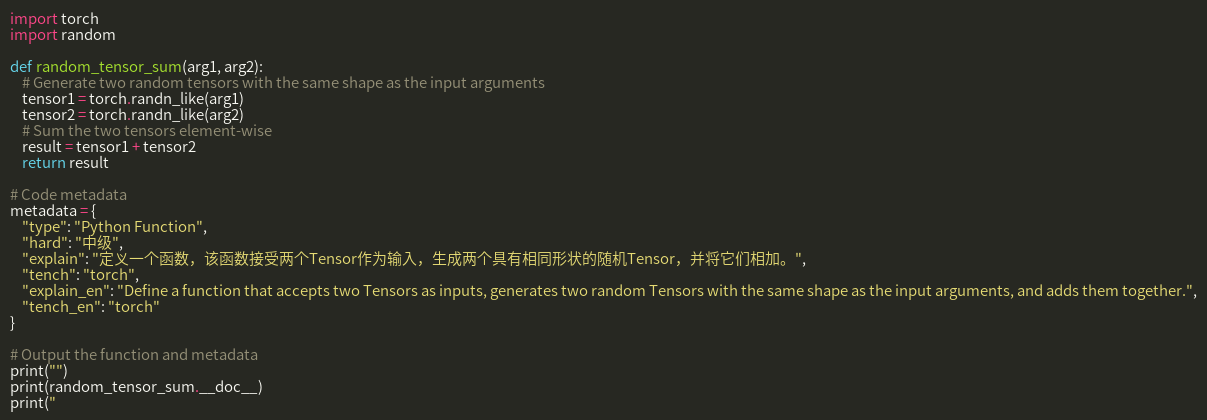 import torch
import random
def random_tensor_sum(arg1, arg2):
# Generate two random tensors with the same shape as the input arguments
tensor1 = torch.randn_like(arg1)
tensor2 = torch.randn_like(arg2)
# Sum the two tensors element-wise
result = tensor1 + tensor2
return result
# Code metadata
metadata = {
"type": "Python Function",
"hard": "中级",
"explain": "定义一个函数，该函数接受两个Tensor作为输入，生成两个具有相同形状的随机Tensor，并将它们相加。",
"tench": "torch",
"explain_en": "Define a function that accepts two Tensors as inputs, generates two random Tensors with the same shape as the input arguments, and adds them together.",
"tench_en": "torch"
}
# Output the function and metadata
print("")
print(random_tensor_sum.__doc__)
print("